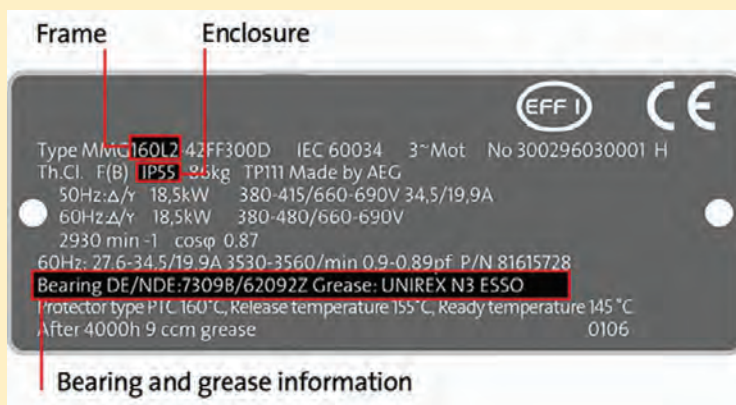 Frame Enclosure
EFF 1 CE
Type MMG 160L2 42FF300D IEC 60034 3~Mot No 300296030001 H
Th.Cl. F(B) IP55 kg TP111 Made by AEG
50Hz:Δ/Y 18,5kW 380-415/660-690V 34,5/19,9A
60Hz:Δ/Y 18,5kW 380-480/660-690V
2930 min -1 cosφ 0.87
60Hz: 27.6-34.5/19.9A 3530-3560/min 0.9-0.89pf P/N 81615728
Bearing DE/NDE:7309B/62092Z Grease: UNIREX N3 ESSO
Protector type PTC 160°C, Release temperature 155°C, Ready temperature 145 °C
After 4000h 9 ccm grease 0106
Bearing and grease information